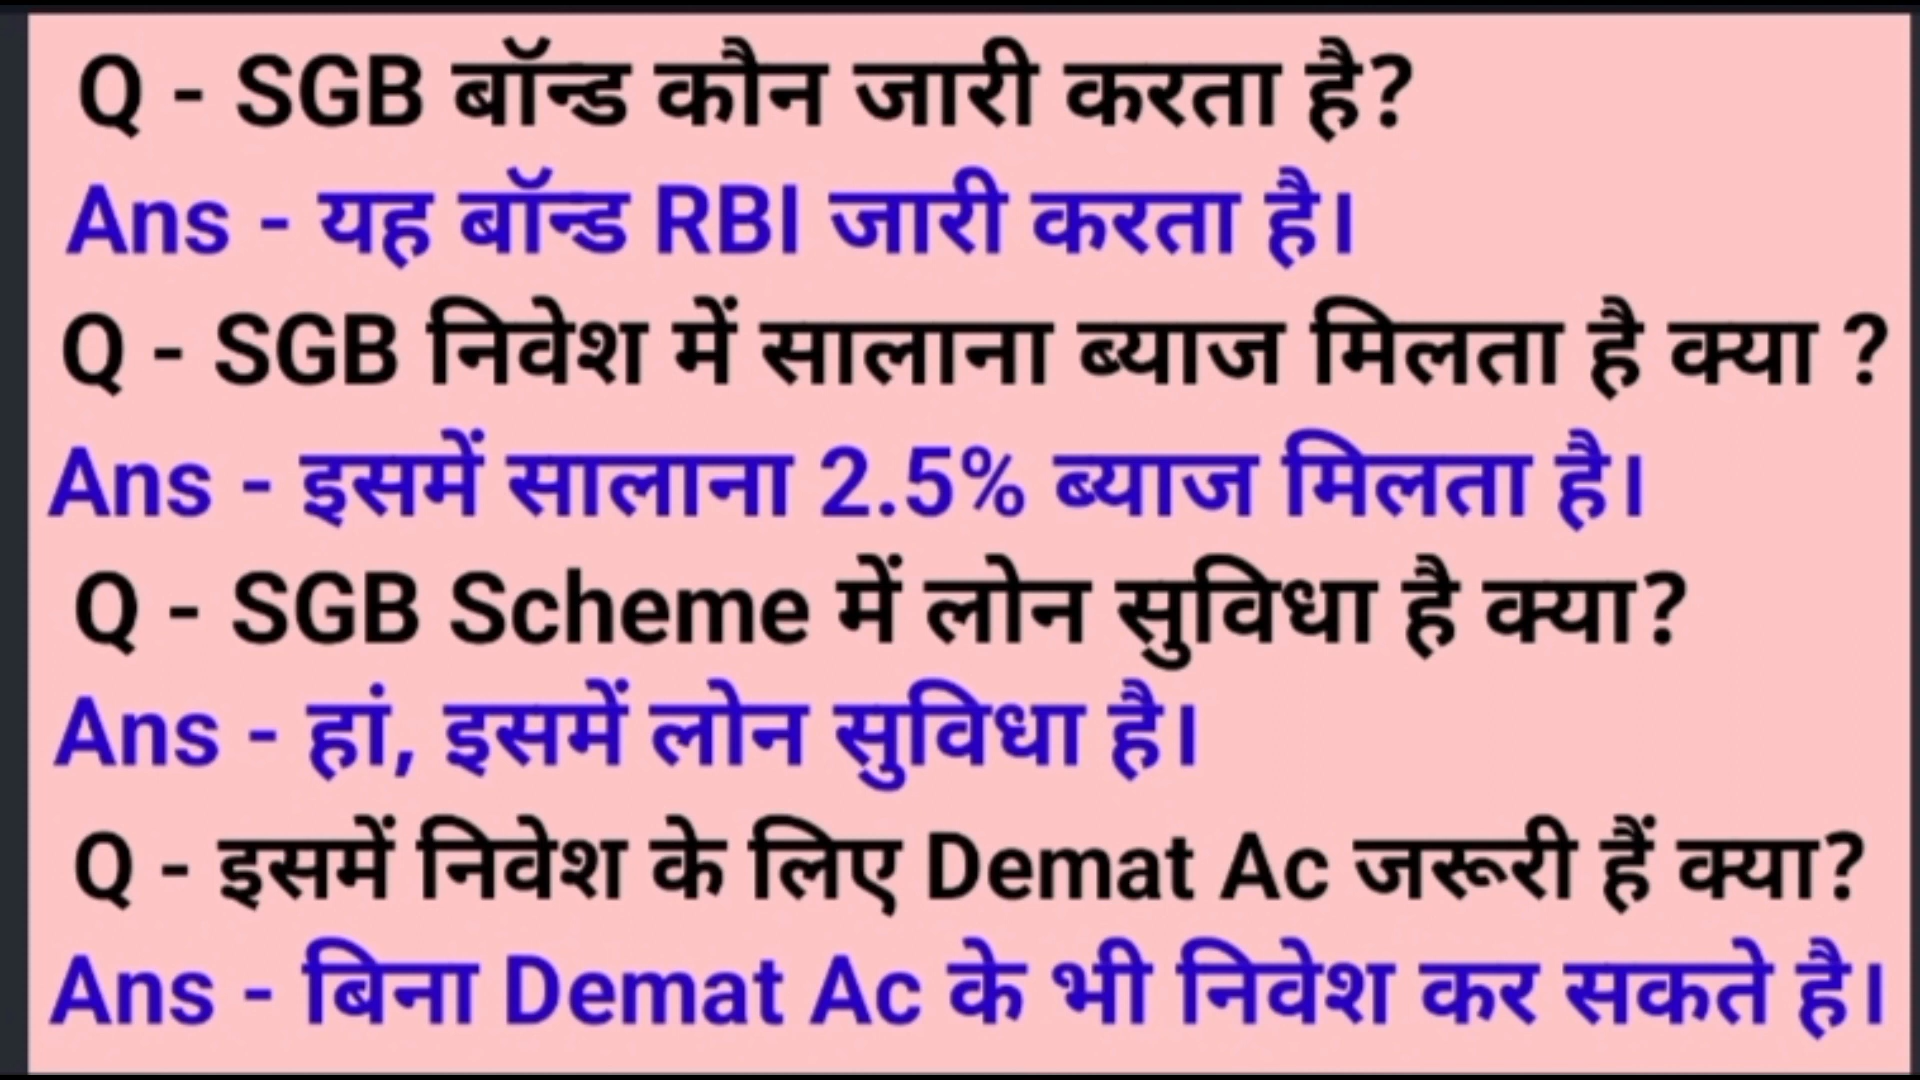 Q - SGB बॉन्ड कौन जारी करता है?
Ans - यह बॉन्ड RBI जारी करता है।
Q - SGB निवेश में सालाना ब्याज मिलता है क्या ?
Ans - इसमें सालाना 2.5% ब्याज मिलता है।
Q - SGB Scheme में लोन सुविधा है क्या?
Ans - हां, इसमें लोन सुविधा है।
Q - इसमें निवेश के लिए Demat Ac जरूरी हैं क्या?
Ans - बिना Demat Ac के भी निवेश कर सकते है।